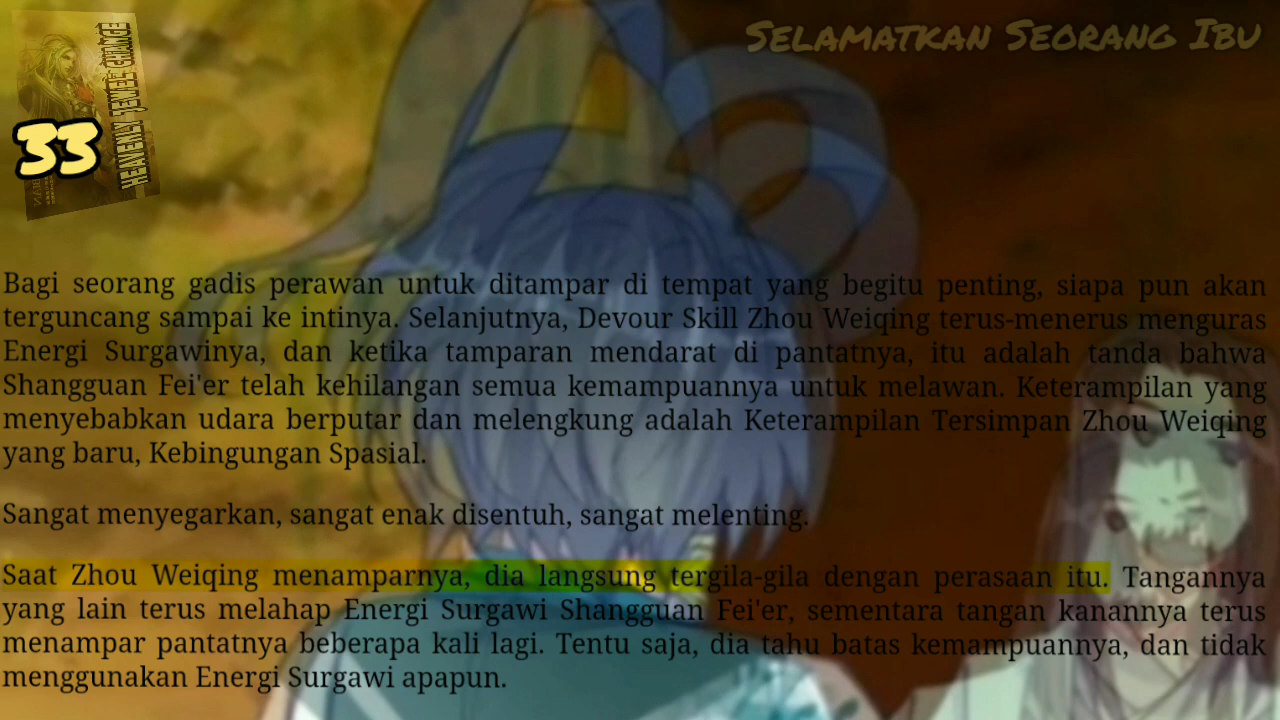 Selamatkan Seorang Ibu
HEAVENLY JEWEL CHANGE
33
Bagi seorang gadis perawan untuk ditampar di tempat yang begitu penting, siapa pun akan
terguncang sampai ke intinya. Selanjutnya, Devour Skill Zhou Weiqing terus-menerus menguras
Energi Surgawinya, dan ketika tamparan mendarat di pantatnya, itu adalah tanda bahwa
Shangguan Fei'er telah kehilangan semua kemampuannya untuk melawan. Keterampilan yang
menyebabkan udara berputar dan melengkung adalah Keterampilan Tersimpan Zhou Weiqing
yang baru, Kebingungan Spasial.
Sangat menyegarkan, sangat enak disentuh, sangat melenting.
Saat Zhou Weiqing menamparnya, dia langsung tergila-gila dengan perasaan itu. Tangannya
yang lain terus melahap Energi Surgawi Shangguan Fei'er, sementara tangan kanannya terus
menampar pantatnya beberapa kali lagi. Tentu saja, dia tahu batas kemampuannya, dan tidak
menggunakan Energi Surgawi apapun.